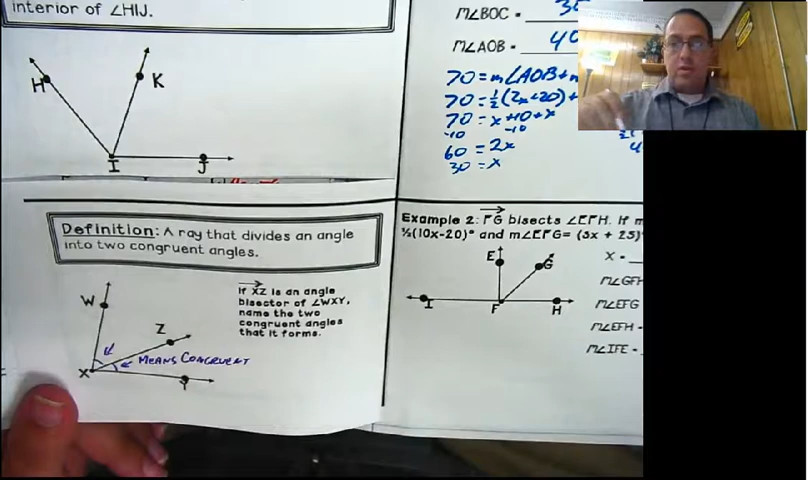 interior of ∠HIJ.
H
K
I
J
Definition: A ray that divides an angle
into two congruent angles.
W
Z
X
Y
MEANS CONGRUENT
If XZ is an angle
bisector of ∠WXY,
name the two
congruent angles
that it forms.
m∠BOC =
m∠AOB = 40
70 = m∠AOB +
70 = ½(2x+20) +
70 = x+10+x
-10 -10
60 = 2x
30 = x
Example 2: FG bisects ∠EFH. If m
½(10x-20)° and m∠EFG=
E
G
I
F
H
X =
m∠GFH
m∠EFG
m∠EFH =
m∠IFE =